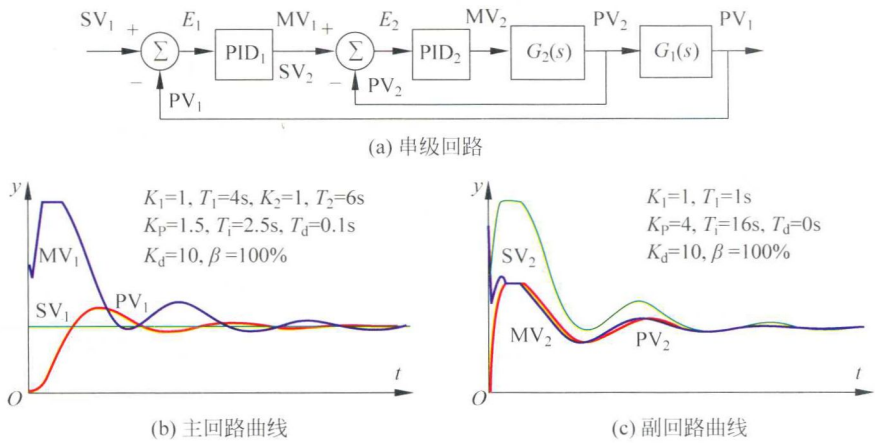 SV₁ + E₁ MV₁ + E₂ MV₂ PV₂ PV₁
Σ PID₁ Σ PID₂ G₂(s) G₁(s)
− PV₁ SV₂ − PV₂
(a) 串级回路
y
K₁=1, T₁=4s, K₂=1, T₂=6s
K_P=1.5, T_i=2.5s, T_d=0.1s
K_d=10, β=100%
MV₁
SV₁ PV₁
O t
(b) 主回路曲线
y
K₁=1, T₁=1s
K_P=4, T_i=16s, T_d=0s
K_d=10, β=100%
SV₂
MV₂ PV₂
O t
(c) 副回路曲线